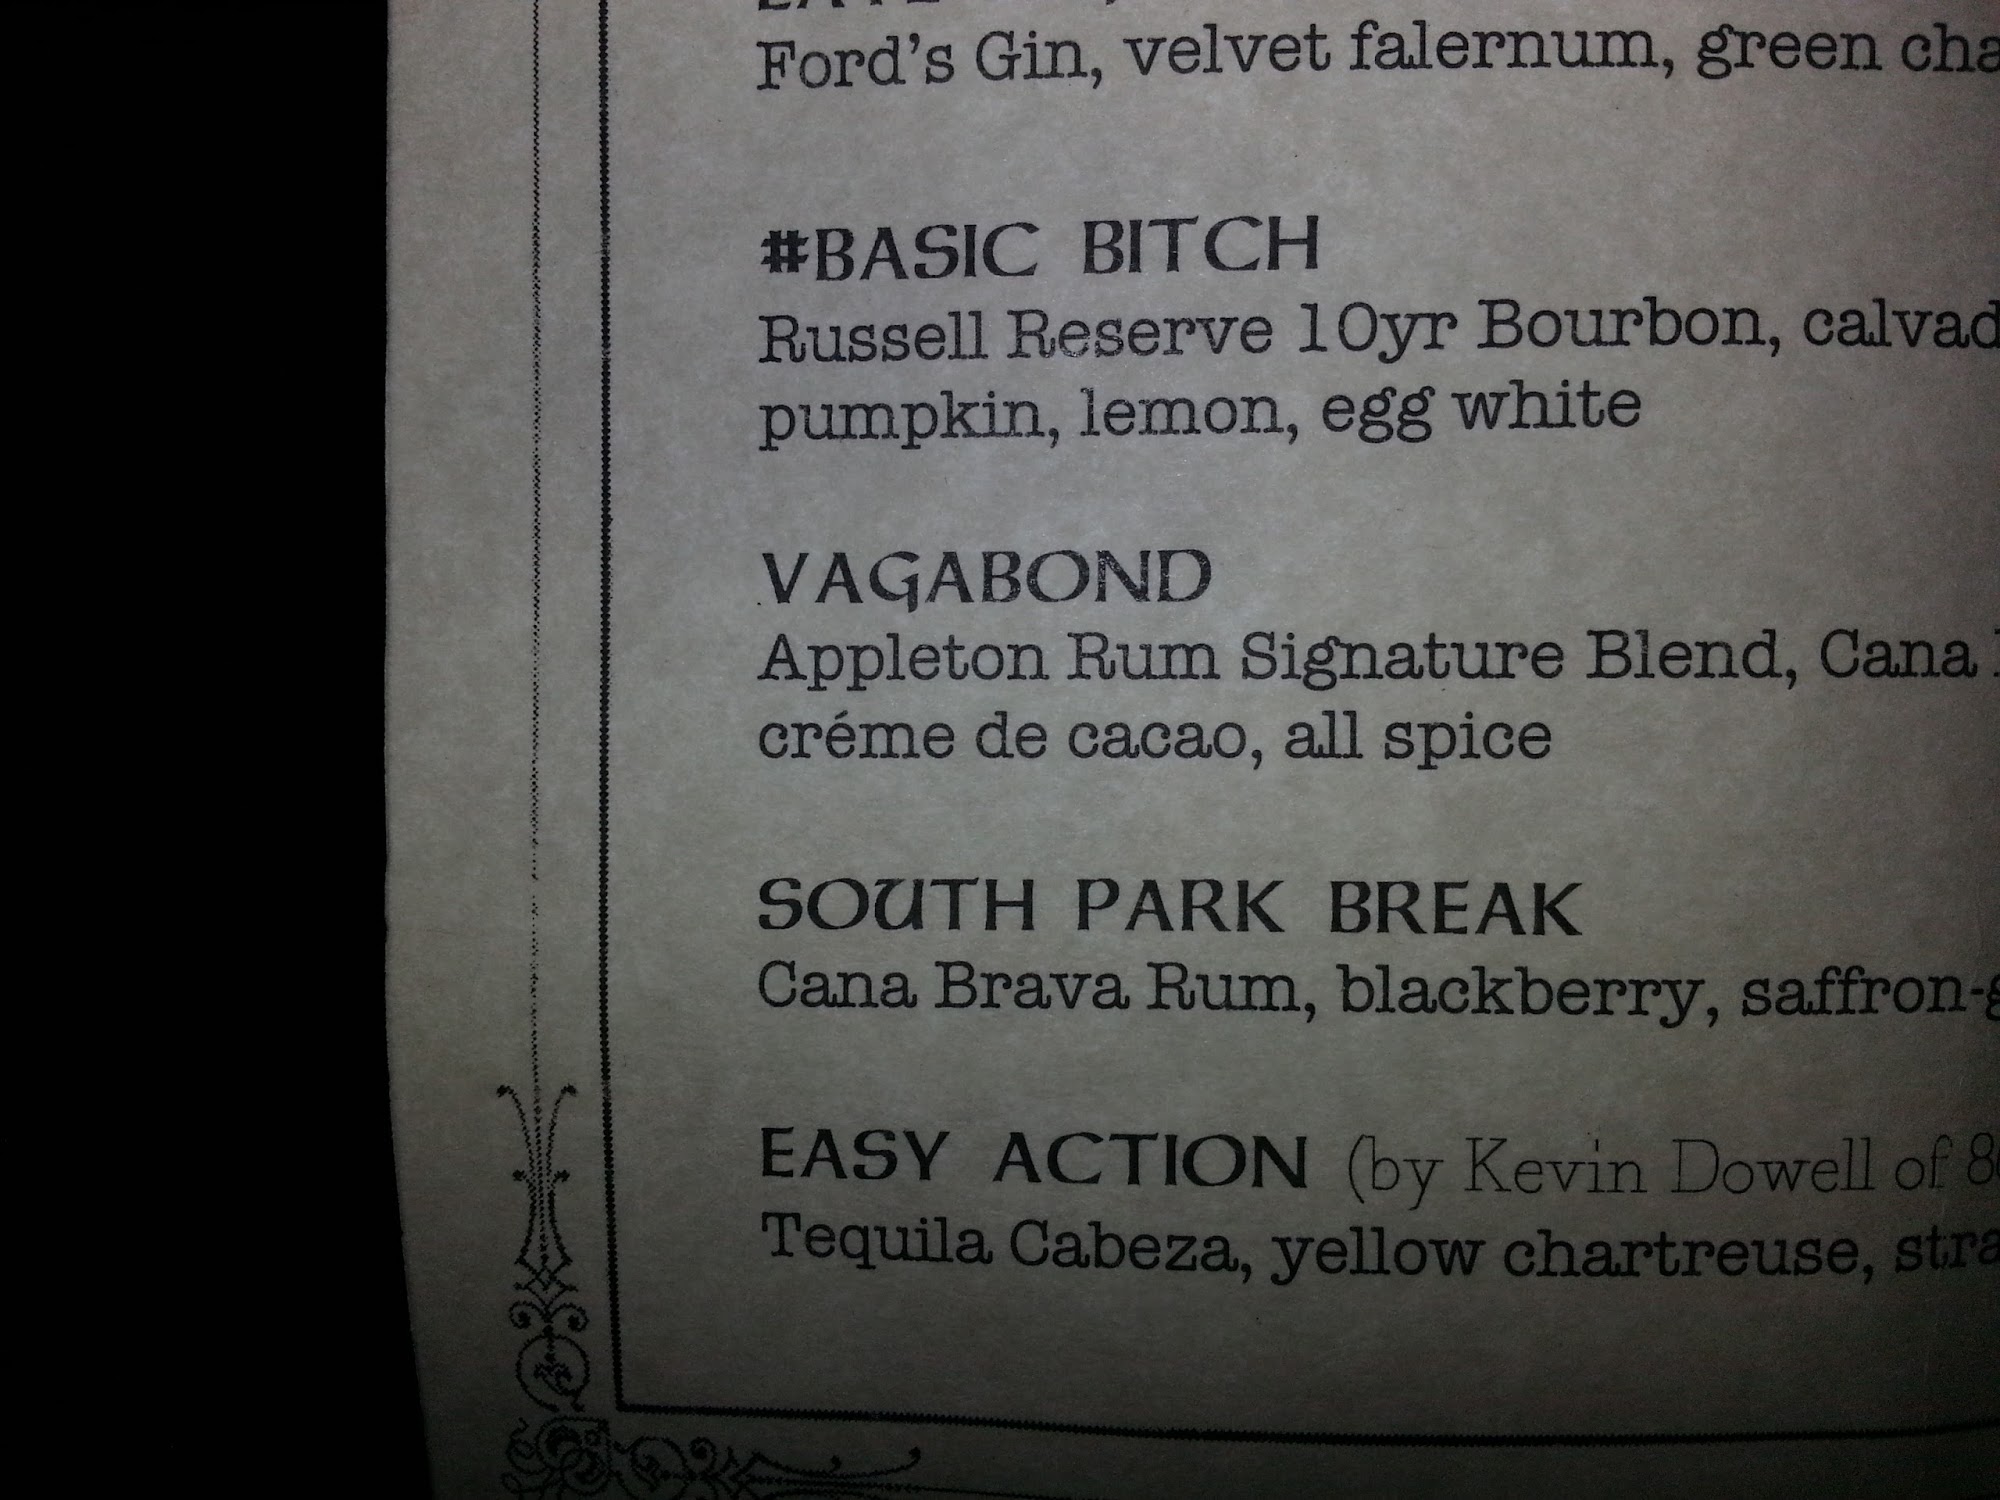 Ford's Gin, velvet falernum, green
#BASIC BITCH
Russell Reserve 10yr Bourbon,
pumpkin, lemon, egg white
VAGABOND
Appleton Rum Signature Blend, Cana
créme de cacao, all spice
SOUTH PARK BREAK
Cana Brava Rum, blackberry,
EASY ACTION (by Kevin Dowell of
Tequila Cabeza, yellow chartreuse,